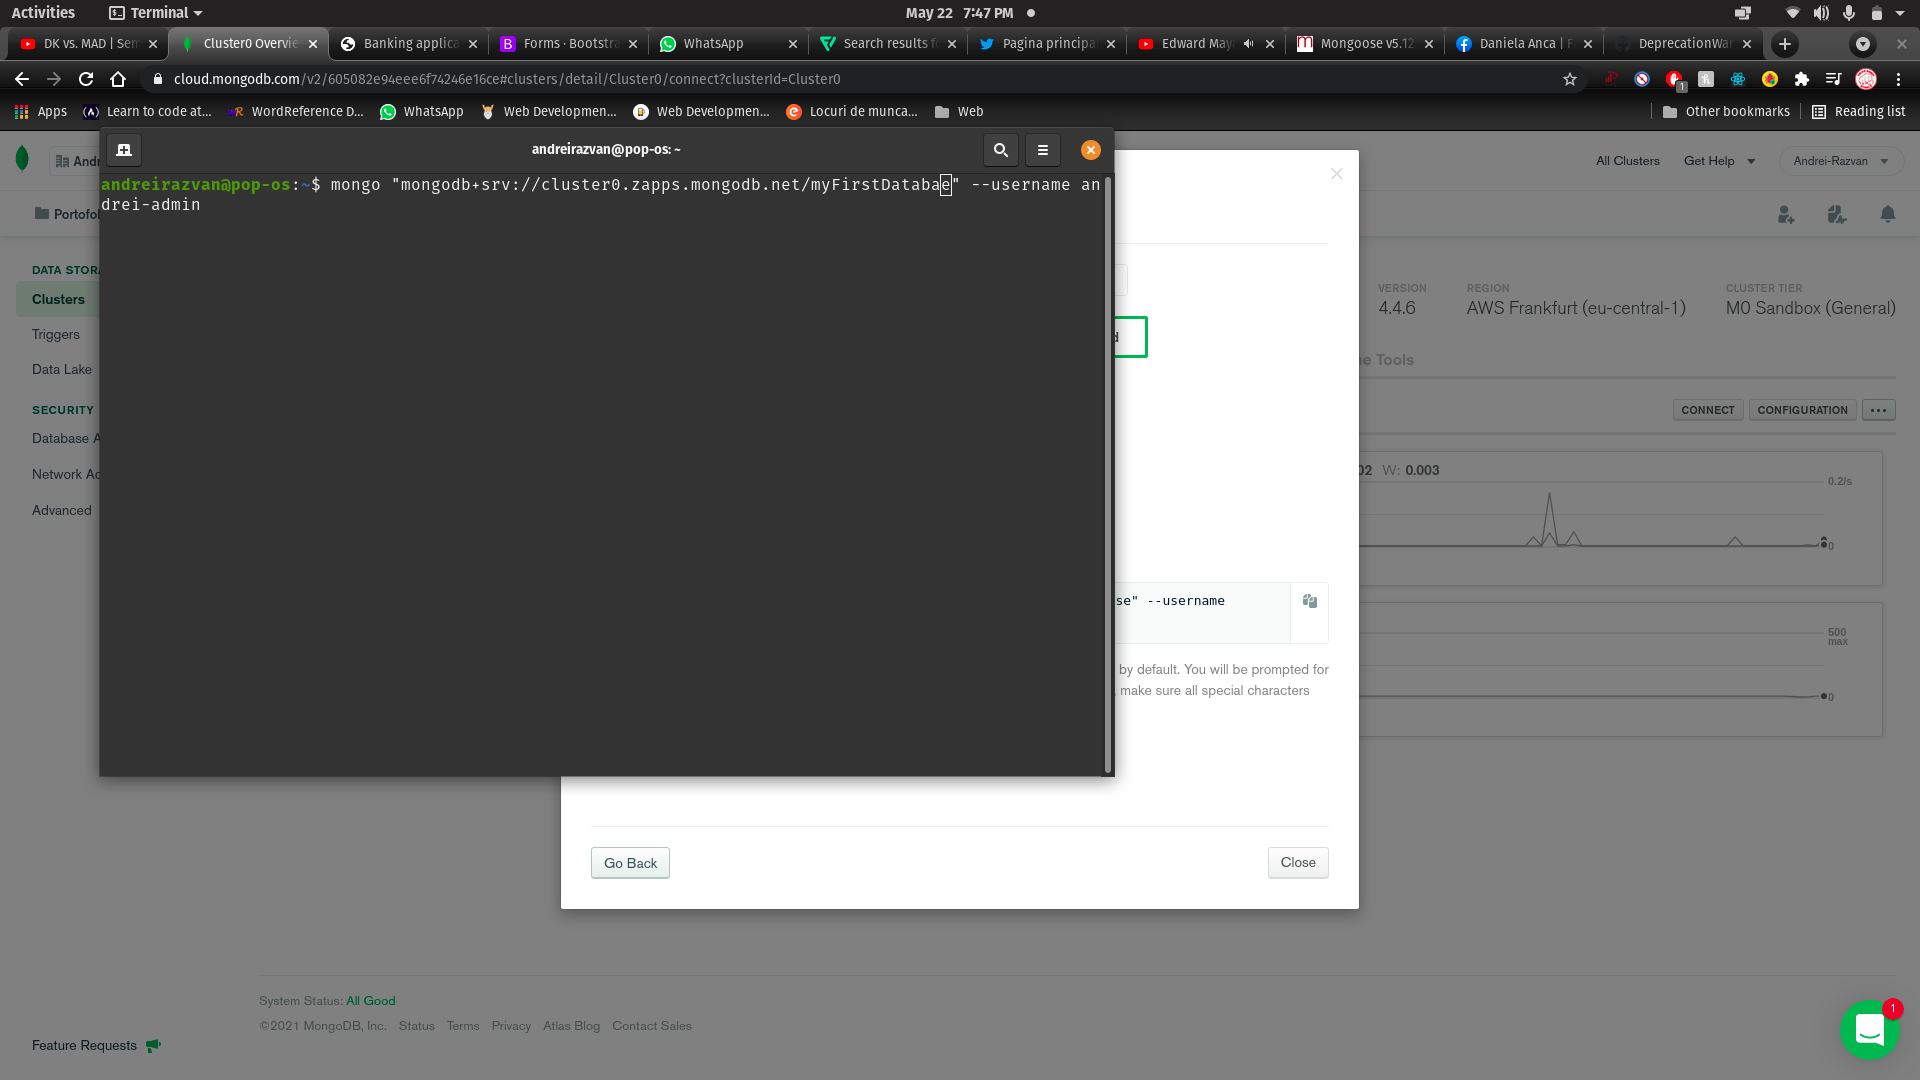 Activities Terminal May 22 7:47 PM
DK vs. MAD | Sen Cluster0 Overvie Banking applica Forms · Bootstra WhatsApp Search results f Pagina principa Edward May Mongoose v5.12 Daniela Anca | F DeprecationWar
cloud.mongodb.com/v2/605082e94eee6f74246e16ce#clusters/detail/Cluster0/connect?clusterId=Cluster0
1
Apps Learn to code at... WordReference D... WhatsApp Web Developmen... Web Developmen... Locuri de munca... Web Other bookmarks Reading list
andreirazvan@pop-os: ~
andreirazvan@pop-os:~$ mongo "mongodb+srv://cluster0.zapps.mongodb.net/myFirstDatabae" --username an
drei-admin
Andr
All Clusters Get Help Andrei-Razvan
Portofol
DATA STORA
Clusters
Triggers
Data Lake
SECURITY
Database A
Network Ac
Advanced
VERSION REGION CLUSTER TIER
4.4.6 AWS Frankfurt (eu-central-1) M0 Sandbox (General)
d
e Tools
CONNECT CONFIGURATION ...
02 W: 0.003
0.2/s
0
500
max
0
se" --username
by default. You will be prompted for
, make sure all special characters
Go Back Close
System Status: All Good
©2021 MongoDB, Inc. Status Terms Privacy Atlas Blog Contact Sales
Feature Requests
1